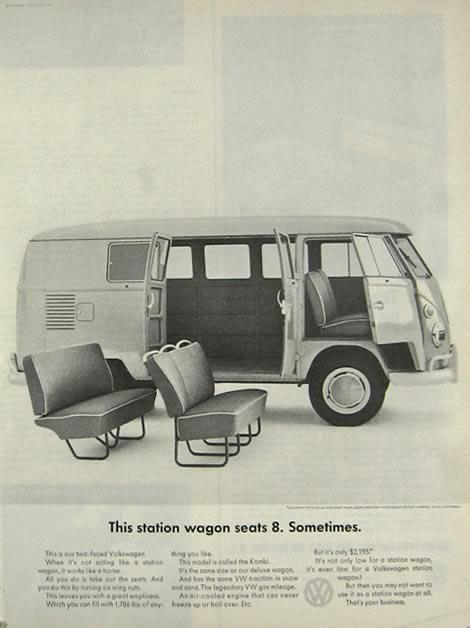 This station wagon seats 8. Sometimes.
This is our two-faced Volkswagen.
When it's not acting like a station
wagon, it works like a horse.
All you do is take out the seats. And
you do this by turning six wing nuts.
This leaves you with a great emptiness.
Which you can fill with 1,786 lbs. of any-
thing you like.
This model is called the Kombi.
It's the same size as our deluxe wagon.
And has the same VW traction in snow
and sand. The legendary VW gas mileage.
An air-cooled engine that can never
freeze up or boil over. Etc.
But it's only $2,195.*
It's not only low for a station wagon,
it's even low for a Volkswagen station
wagon.
But then you may not want to
use it as a station wagon at all.
That's your business.